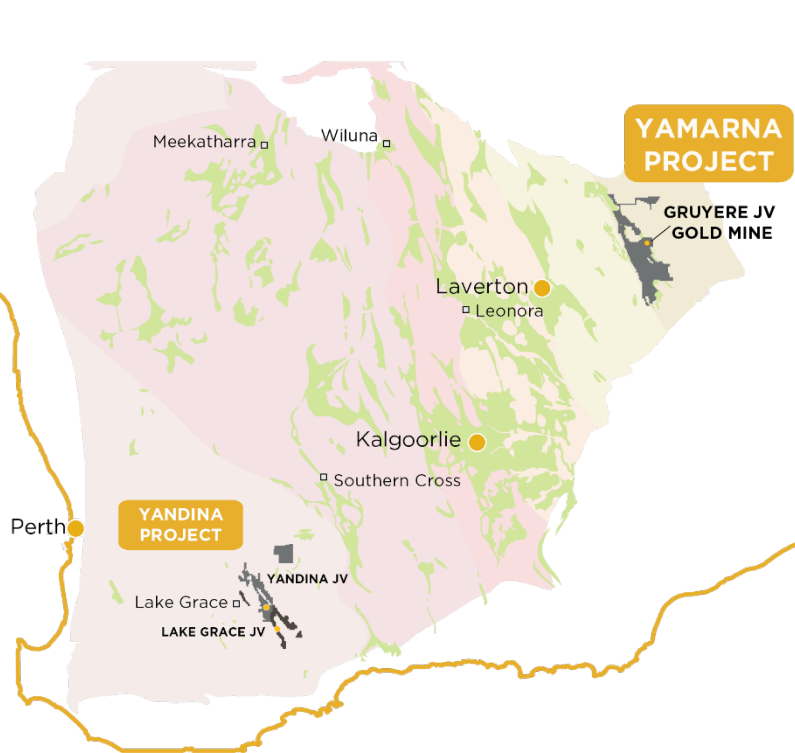 YAMARNA
PROJECT
Meekatharra
Wiluna
GRUYERE JV
GOLD MINE
Laverton
Leonora
Kalgoorlie
Southern Cross
YANDINA
PROJECT
Perth
YANDINA JV
Lake Grace
LAKE GRACE JV